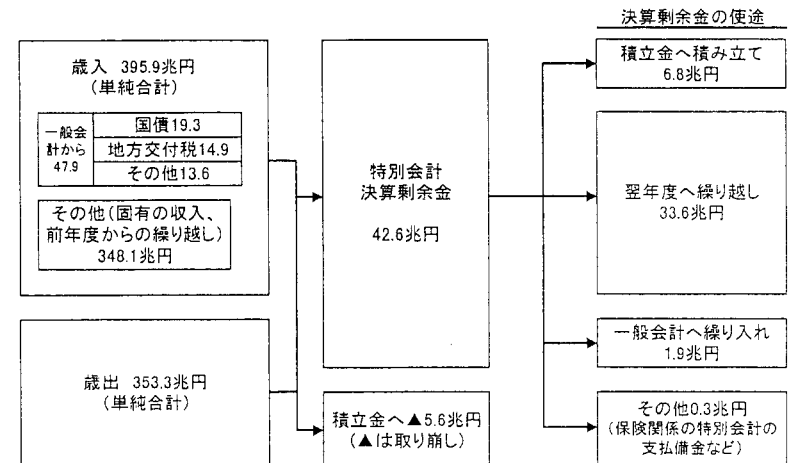 決算剰余金の使途
歳入 395.9兆円
(単純合計)
一般会
計から
47.9
国債19.3
地方交付税14.9
その他13.6
その他(固有の収入、
前年度からの繰り越し)
348.1兆円
歳出 353.3兆円
(単純合計)
特別会計
決算剰余金
42.6兆円
積立金へ▲5.6兆円
(▲は取り崩し)
積立金へ積み立て
6.8兆円
翌年度へ繰り越し
33.6兆円
一般会計へ繰り入れ
1.9兆円
その他0.3兆円
(保険関係の特別会計の
支払備金など)